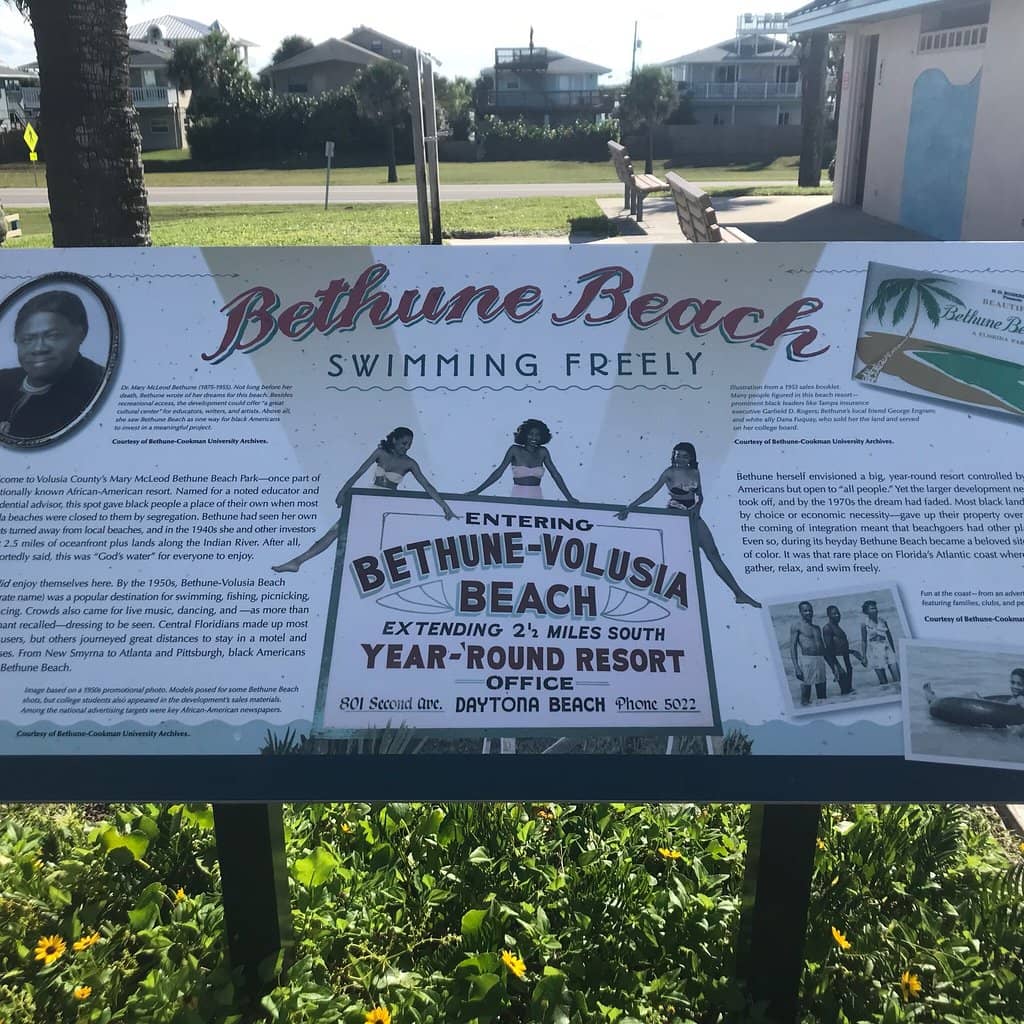 Bethune Beach
SWIMMING FREELY
Dr. Mary McLeod Bethune (1875-1955). Not long before her
death, Bethune wrote of her dreams for this beach. Besides
recreational access, the development could offer a "great
cultural center" for educators, writers, and artists. Above all,
she saw Bethune Beach as one way for black Americans
to invest in a meaningful project.
Courtesy of Bethune-Cookman University Archives.
come to Volusia County's Mary McLeod Bethune Beach Park—once part of
tionally known African-American resort. Named for a noted educator and
dential advisor, this spot gave black people a place of their own when most
a beaches were closed to them by segregation. Bethune had seen her own
ts turned away from local beaches, and in the 1940s she and other investors
2.5 miles of oceanfront plus lands along the Indian River. After all,
ortedly said, this was "God's water" for everyone to enjoy.
did enjoy themselves here. By the 1950s, Bethune-Volusia Beach
rate name) was a popular destination for swimming, fishing, picnicking,
cing. Crowds also came for live music, dancing, and —as more than
nant recalled—dressing to be seen. Central Floridians made up most
users, but others journeyed great distances to stay in a motel and
ses. From New Smyrna to Atlanta and Pittsburgh, black Americans
Bethune Beach.
Image based on a 1950s promotional photo. Models posed for some Bethune Beach
shots, but college students also appeared in the development's sales materials.
Among the national advertising targets were key African-American newspapers.
Courtesy of Bethune-Cookman University Archives.
ENTERING
BETHUNE-VOLUSIA
BEACH
EXTENDING 2½ MILES SOUTH
YEAR-ROUND RESORT
OFFICE
801 Second Ave. DAYTONA BEACH Phone 5022
BEAUTIF
Bethune Be
A FLORIDA
Illustration from a 1953 sales booklet.
Many people figured in this beach resort—
prominent black leaders like Tampa insurance
executive Garfield D. Rogers; Bethune's local friend George Engram;
and white ally Dana Fuquay, who sold her the land and served
on her college board.
Courtesy of Bethune-Cookman University Archives.
Bethune herself envisioned a big, year-round resort controlled by
Americans but open to "all people." Yet the larger development ne
took off, and by the 1970s the dream had faded. Most black land
by choice or economic necessity—gave up their property over
the coming of integration meant that beachgoers had other pl
Even so, during its heyday Bethune Beach became a beloved site
of color. It was that rare place on Florida's Atlantic coast where
gather, relax, and swim freely.
Fun at the coast—from an advert
featuring families, clubs, and pe
Courtesy of Bethune-Cookman